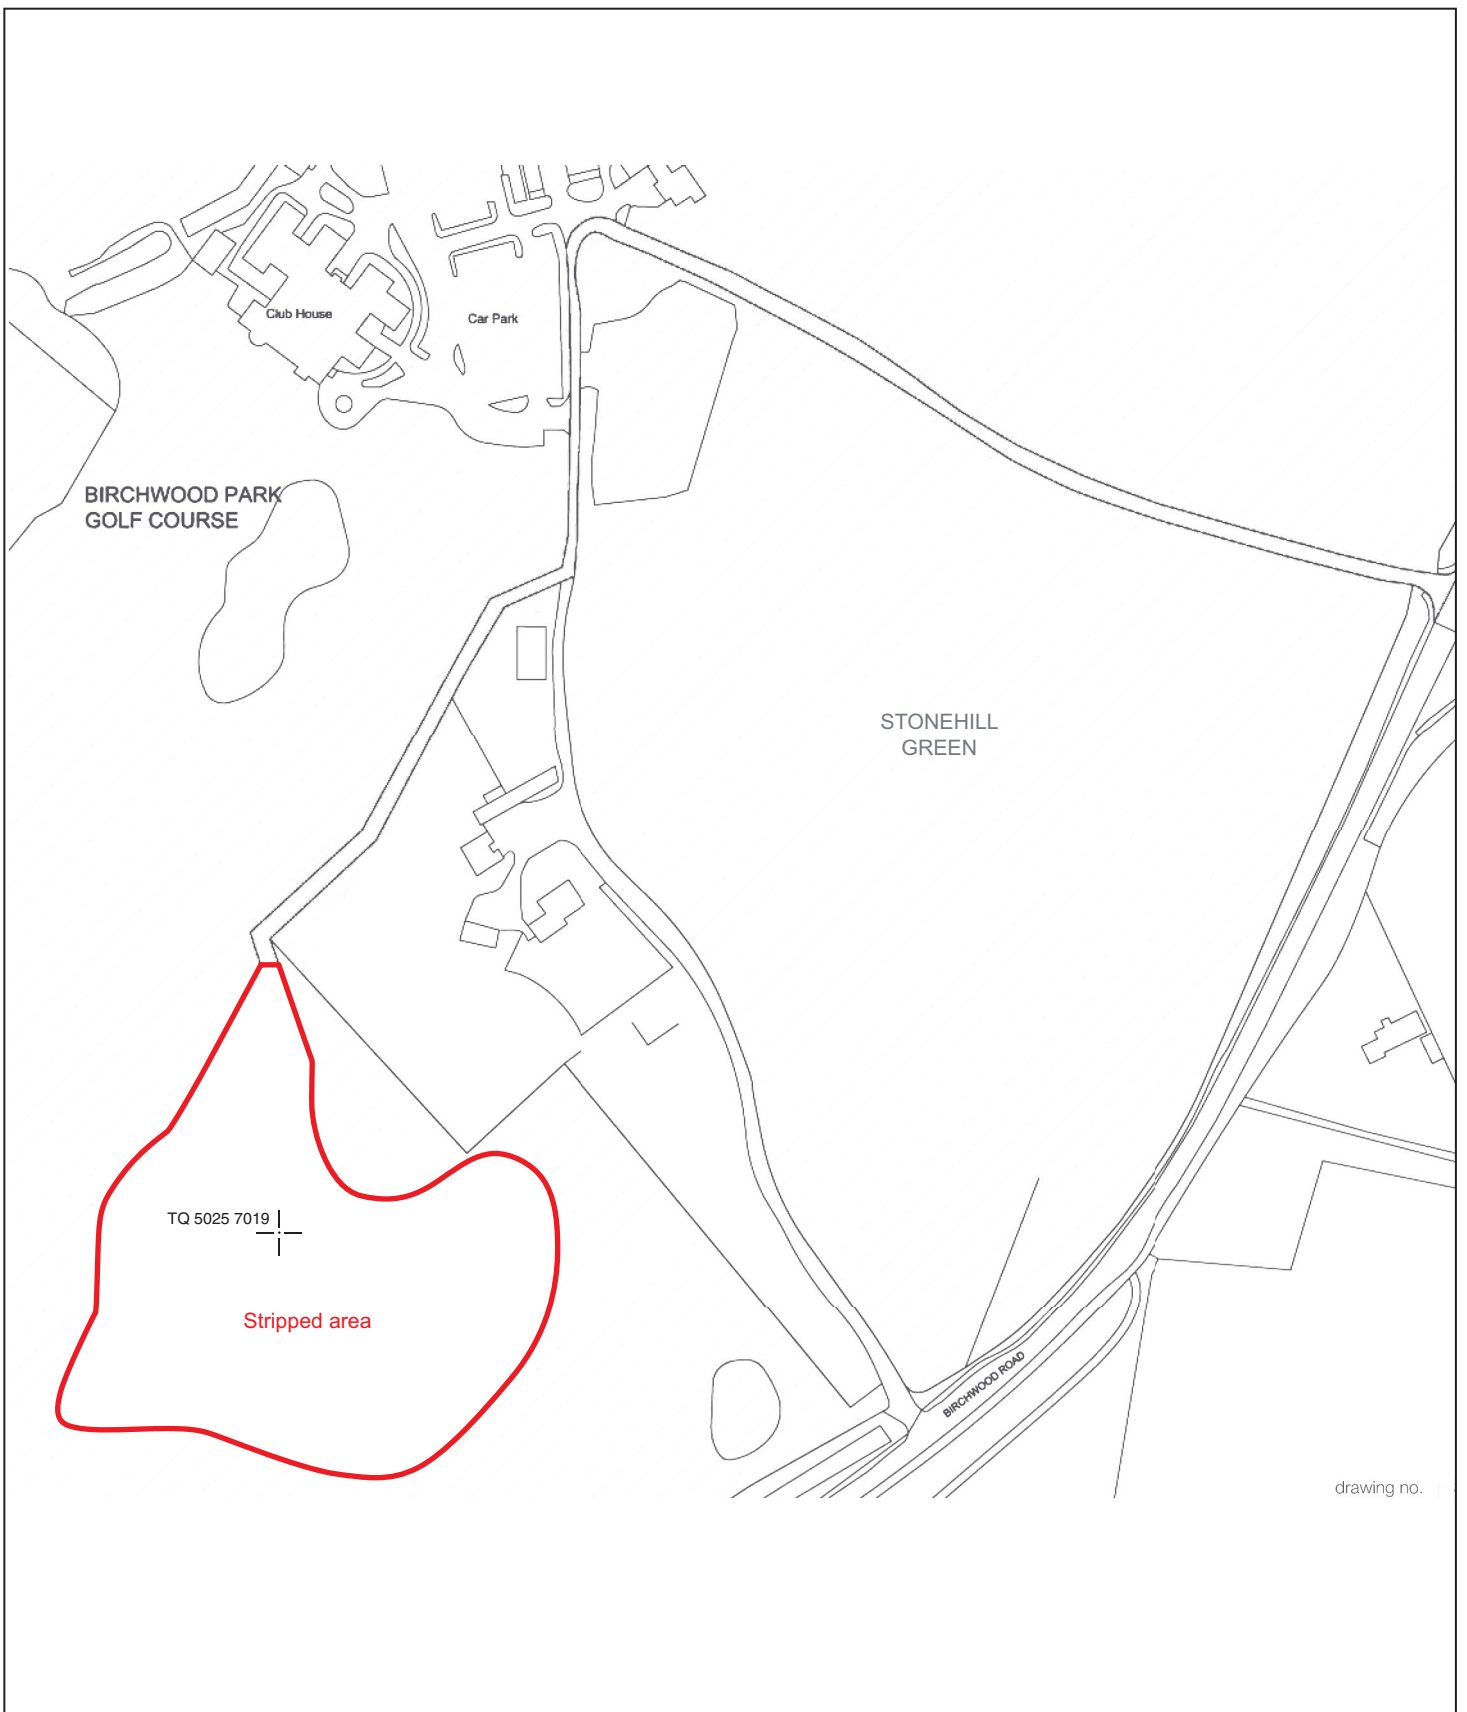 Club House
Car Park
BIRCHWOOD PARK
GOLF COURSE
STONEHILL
GREEN
TQ 5025 7019
Stripped area
BIRCHWOOD ROAD
drawing no.